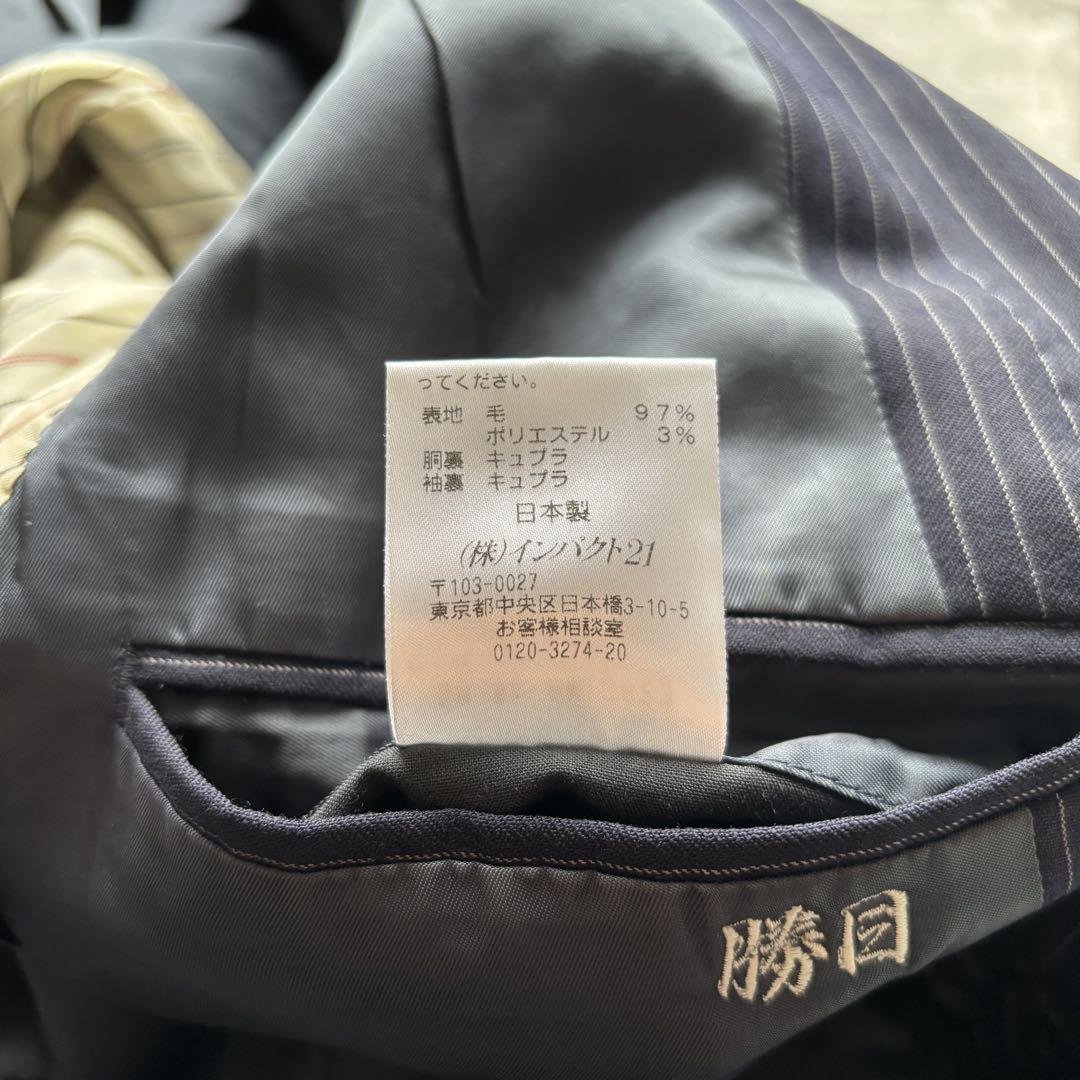 ってください。
表地 毛 97%
ポリエステル 3%
胴裏 キュプラ
袖裏 キュプラ
日本製
(株)インパクト21
〒103-0027
東京都中央区日本橋3-10-5
お客様相談室
0120-3274-20
勝目